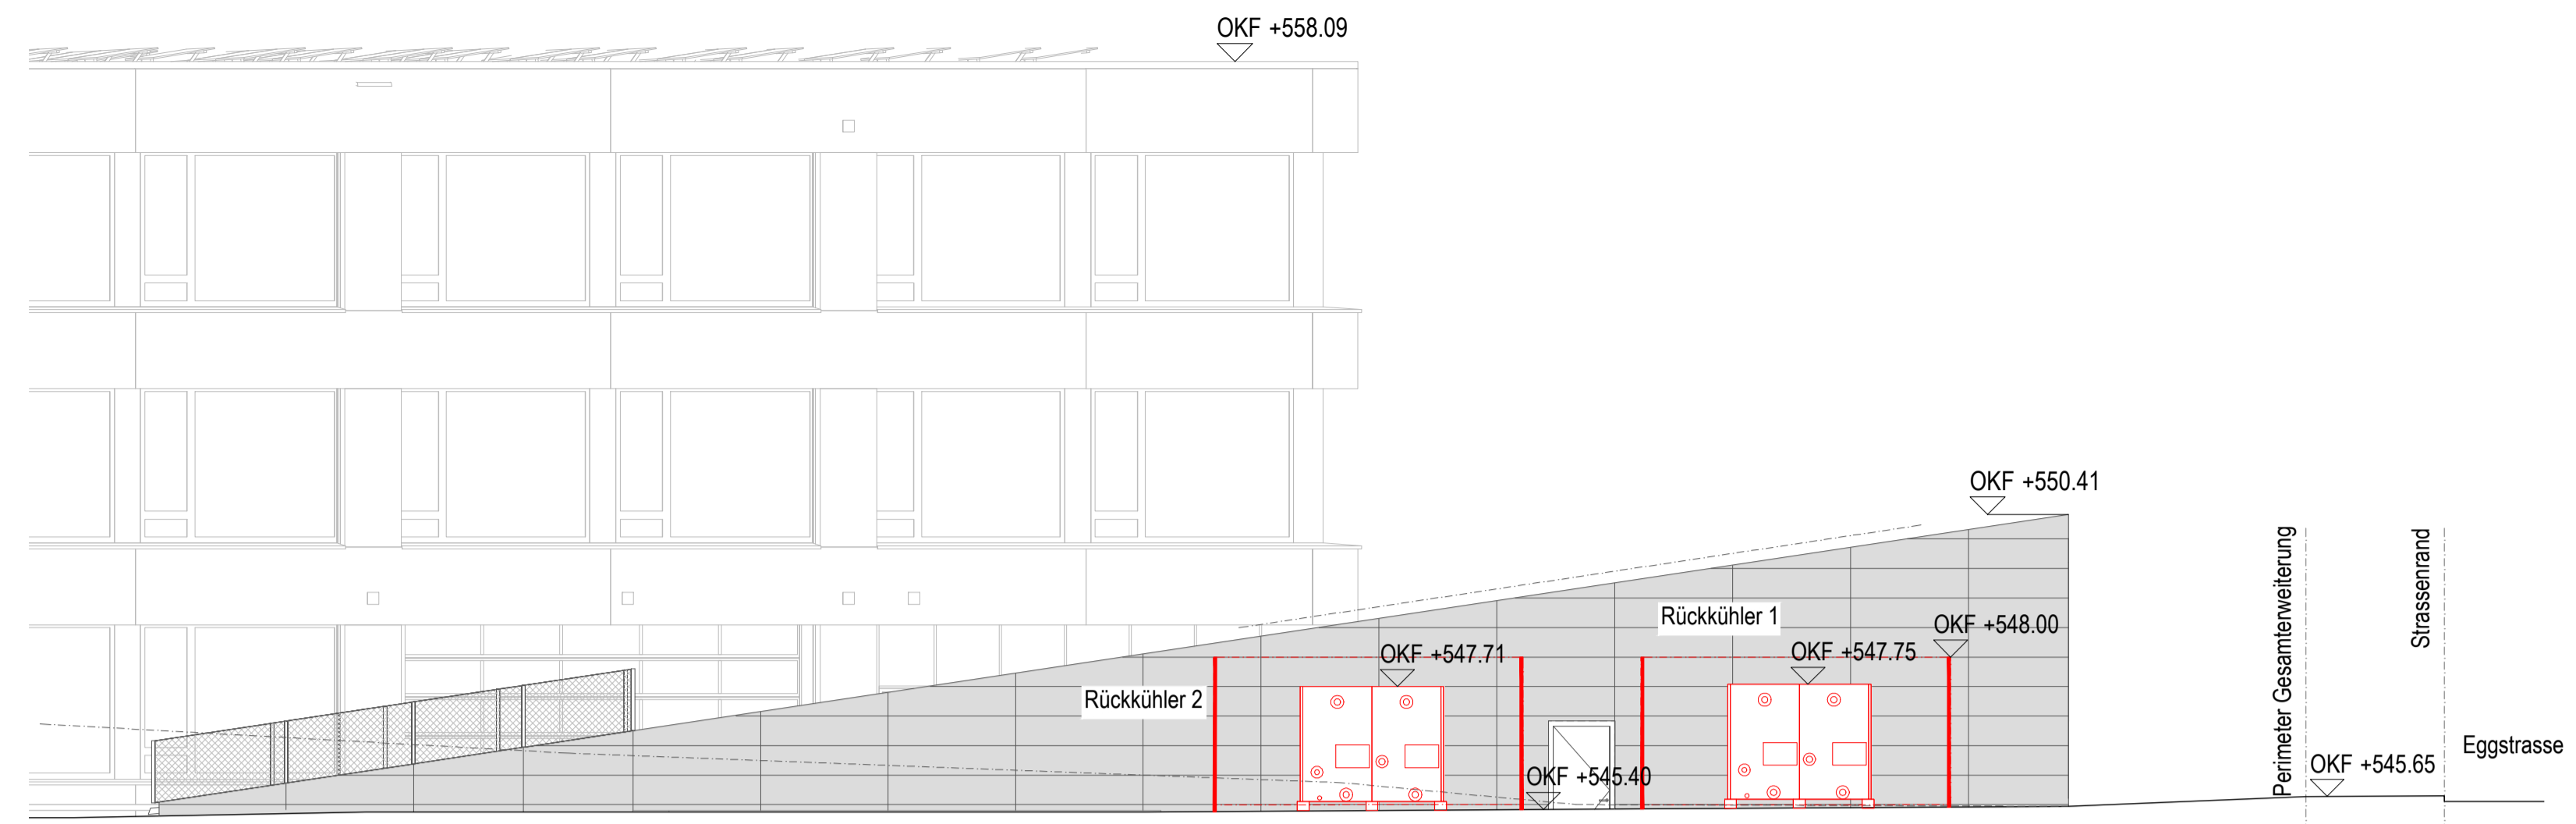 OKF +558.09
OKF +550.41
Perimeter Gesamterweiterung
Strassenrand
Rückkühler 1
OKF +548.00
OKF +547.71
OKF +547.75
Rückkühler 2
Eggstrasse
OKF +545.65
OKF +545.40